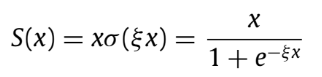 S(x) = xσ(ξx) = x / (1 + e^{−ξx})